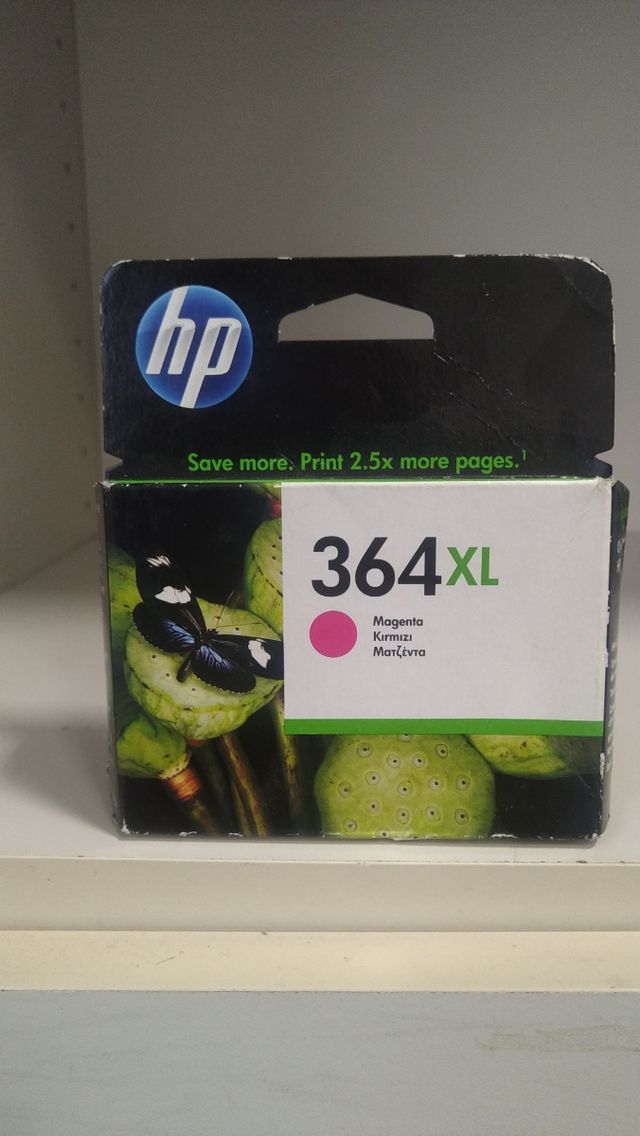 hp
Save more. Print 2.5x more pages.¹
364XL
Magenta
Kırmızı
Ματζέντα